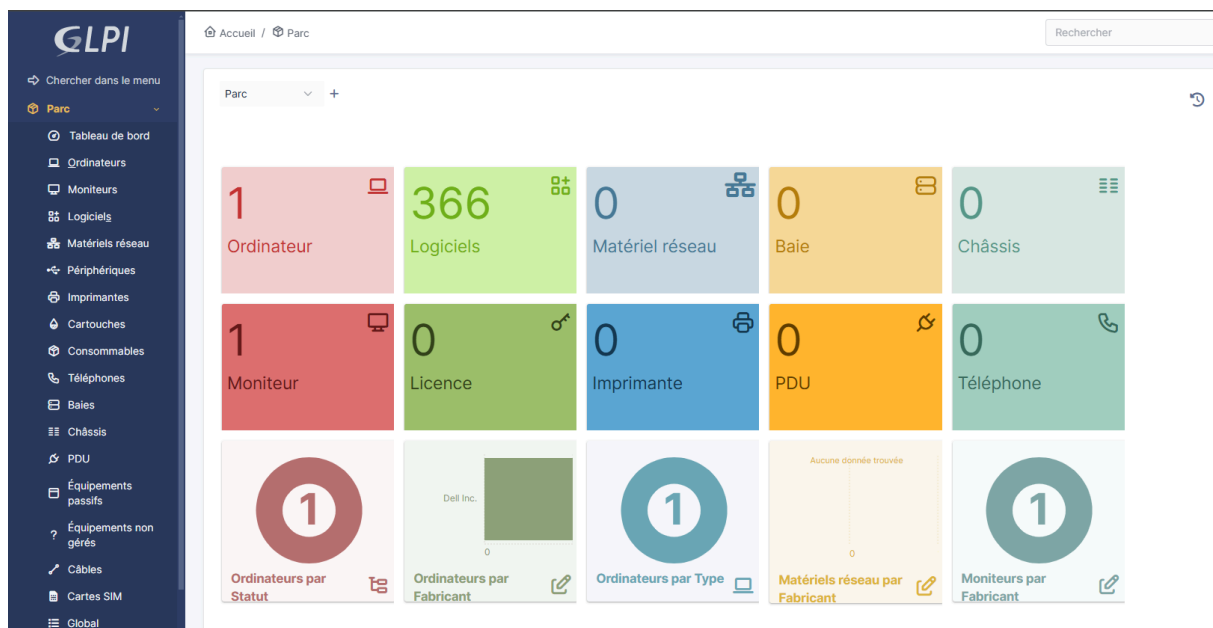 GLPI
Accueil / Parc
Rechercher
Chercher dans le menu
Parc
Tableau de bord
Ordinateurs
Moniteurs
Logiciels
Matériels réseau
Périphériques
Imprimantes
Cartouches
Consommables
Téléphones
Baies
Châssis
PDU
Équipements
passifs
Équipements non
gérés
Câbles
Cartes SIM
Global
Parc
1
Ordinateur
366
Logiciels
0
Matériel réseau
0
Baie
0
Châssis
1
Moniteur
0
Licence
0
Imprimante
0
PDU
0
Téléphone
1
Ordinateurs par
Statut
Dell Inc.
0
Ordinateurs par
Fabricant
1
Ordinateurs par Type
Aucune donnée trouvée
0
Matériels réseau par
Fabricant
1
Moniteurs par
Fabricant